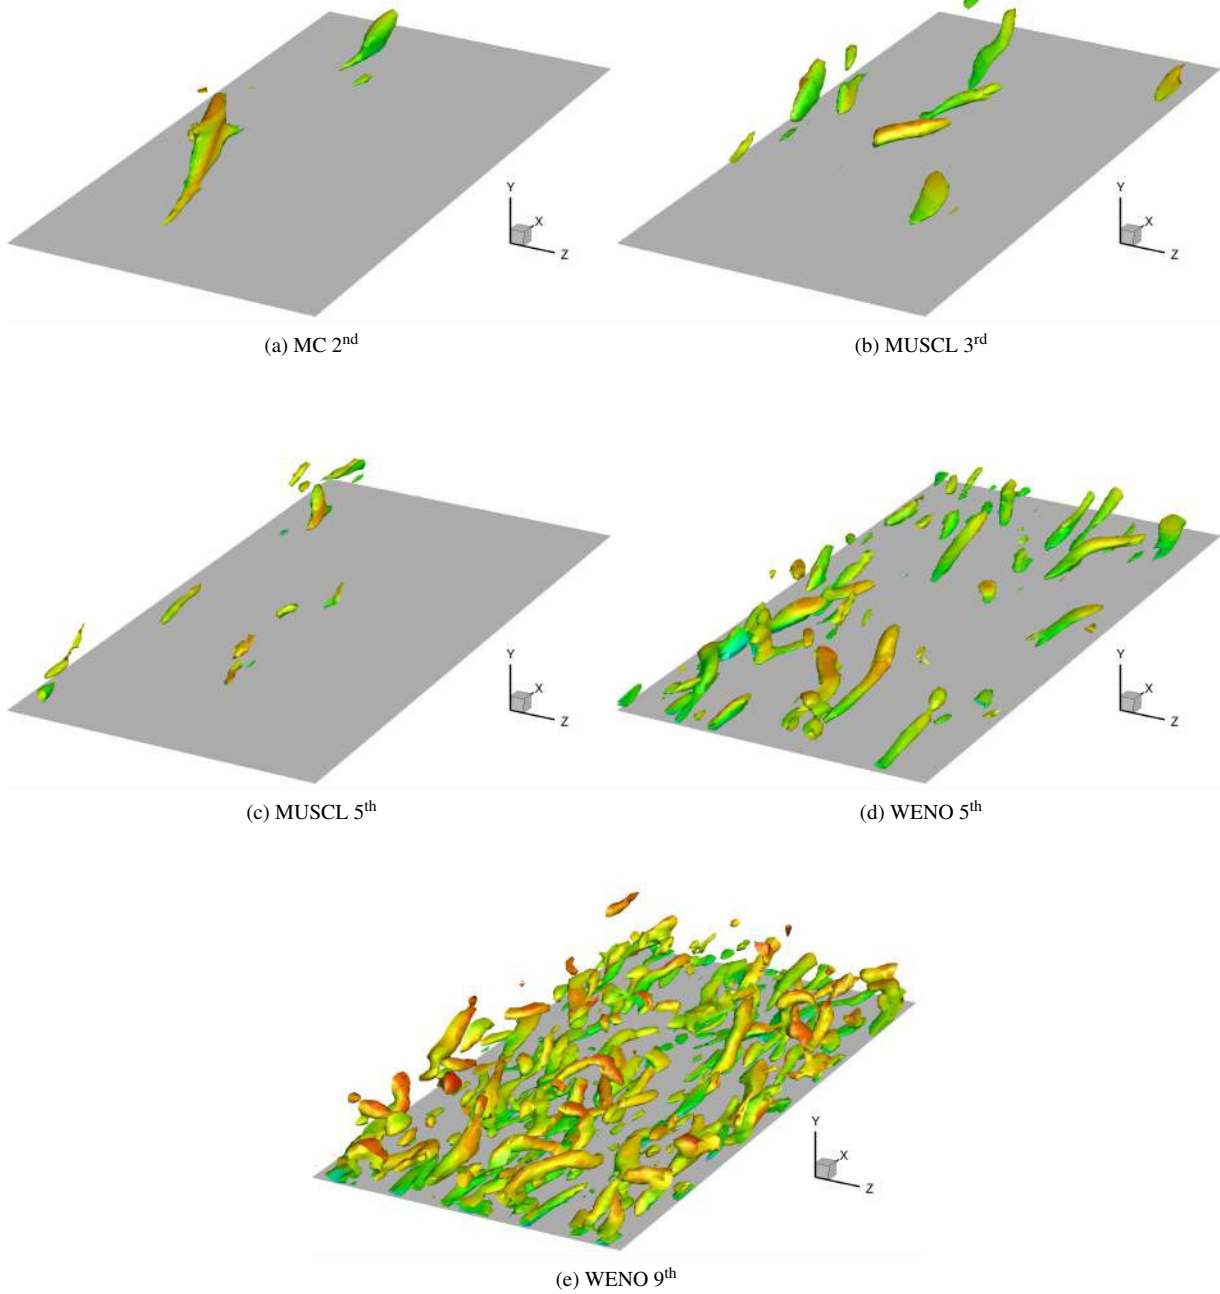 Y
X
Z
(a) MC 2nd
Y
X
Z
(b) MUSCL 3rd
Y
X
Z
(c) MUSCL 5th
Y
X
Z
(d) WENO 5th
Y
X
Z
(e) WENO 9th